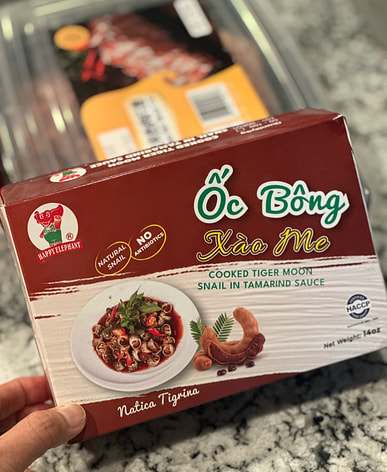 HAPPY ELEPHANT
®
NATURAL SNAIL
NO ANTIBIOTICS
Ốc Bông
Xào Me
COOKED TIGER MOON
SNAIL IN TAMARIND SAUCE
HACCP
Net Weight: 14oz
Natica Tigrina